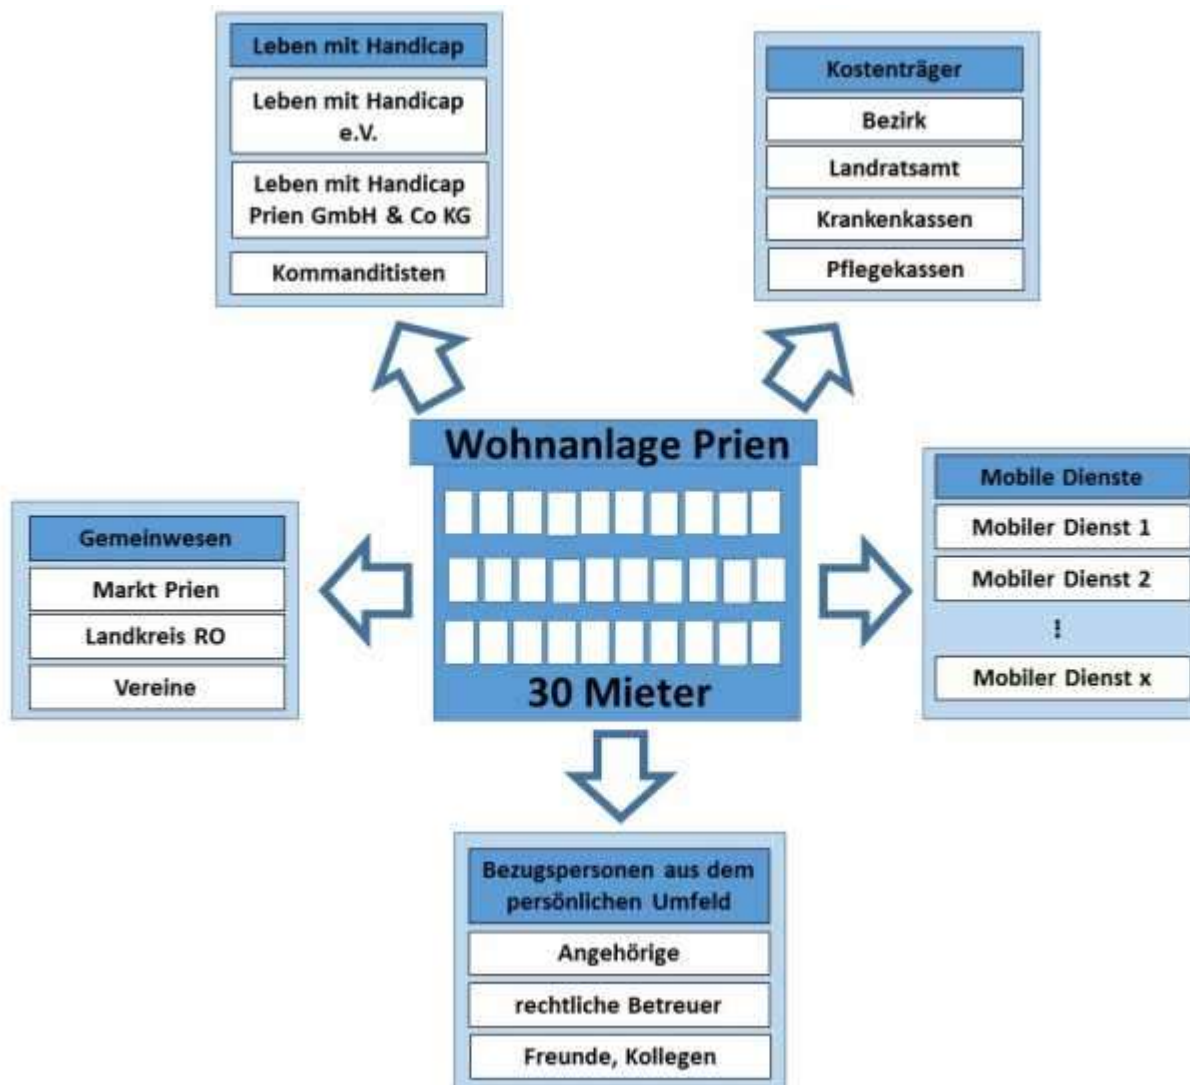 Leben mit Handicap
Leben mit Handicap
e.V.
Leben mit Handicap
Prien GmbH & Co KG
Kommanditisten
Kostenträger
Bezirk
Landratsamt
Krankenkassen
Pflegekassen
Wohnanlage Prien
30 Mieter
Gemeinwesen
Markt Prien
Landkreis RO
Vereine
Mobile Dienste
Mobiler Dienst 1
Mobiler Dienst 2
⋮
Mobiler Dienst x
Bezugspersonen aus dem
persönlichen Umfeld
Angehörige
rechtliche Betreuer
Freunde, Kollegen